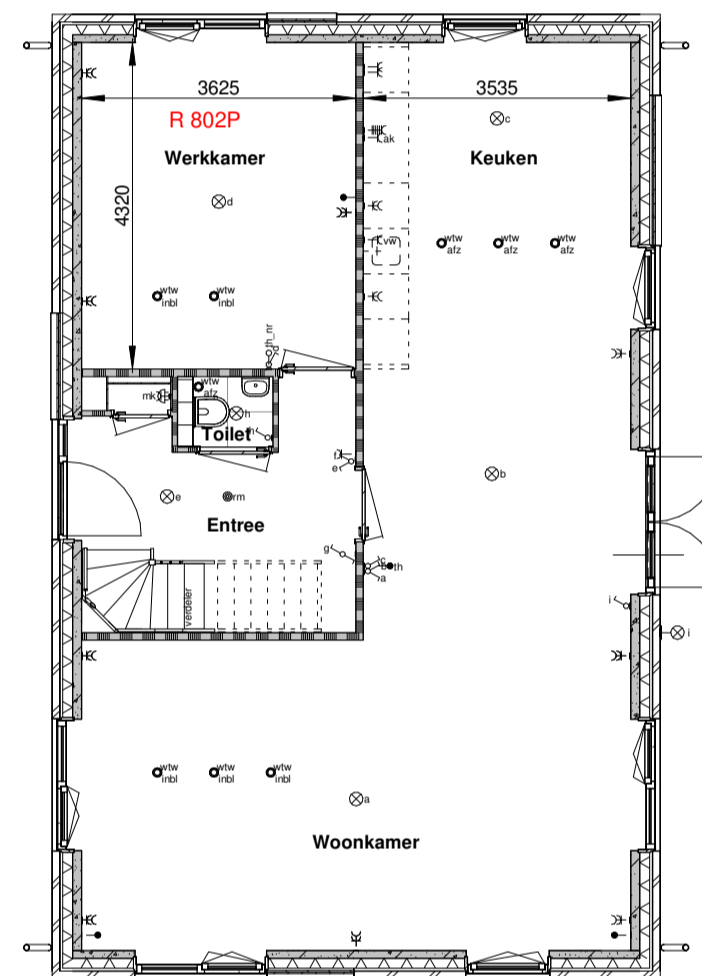 3625
3535
R 802P
Werkkamer
Keuken
c
ak
4320
d
vw
wtw
afz
wtw
afz
wtw
afz
wtw
inbl
wtw
inbl
th_nr
d
mk
wtw
afz
h
h
Toilet
f
e
b
e
rm
Entree
g
c
b
th
a
verdeler
i
i
wtw
inbl
wtw
inbl
wtw
inbl
a
Woonkamer